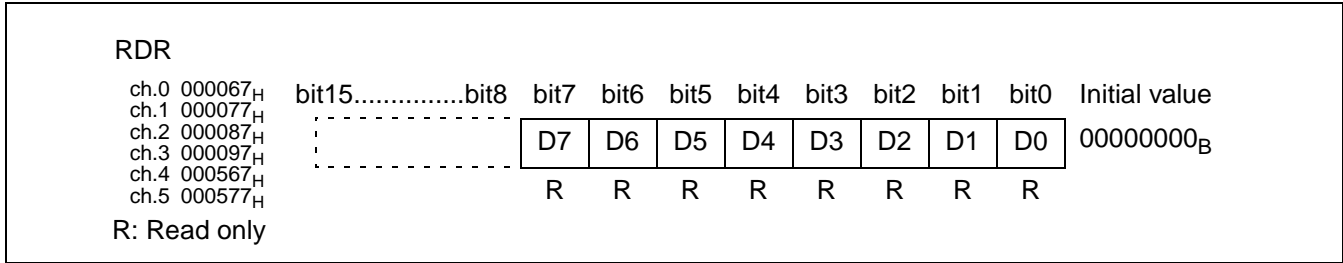 RDR
ch.0 000067H bit15...............bit8 bit7 bit6 bit5 bit4 bit3 bit2 bit1 bit0 Initial value
ch.1 000077H
ch.2 000087H D7 D6 D5 D4 D3 D2 D1 D0 00000000B
ch.3 000097H
ch.4 000567H
ch.5 000577H R R R R R R R R
R: Read only